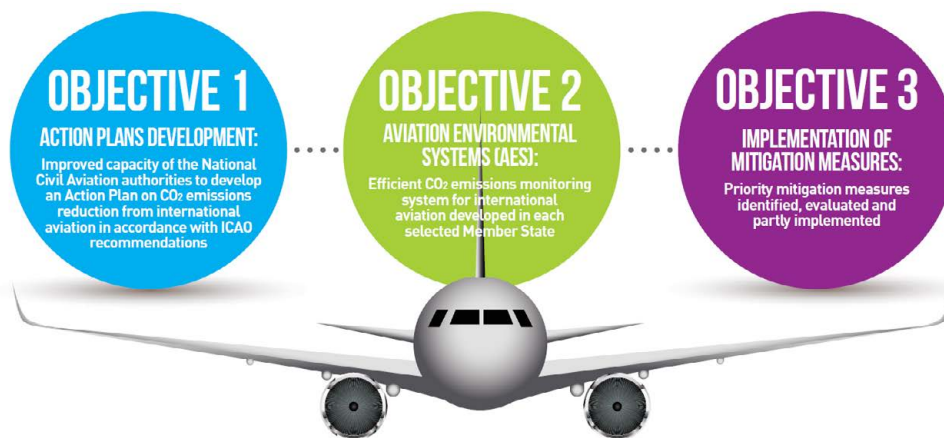 OBJECTIVE 1
ACTION PLANS DEVELOPMENT:
Improved capacity of the National
Civil Aviation authorities to develop
an Action Plan on CO₂ emissions
reduction from international
aviation in accordance with ICAO
recommendations
OBJECTIVE 2
AVIATION ENVIRONMENTAL
SYSTEMS (AES):
Efficient CO₂ emissions monitoring
system for international
aviation developed in each
selected Member State
OBJECTIVE 3
IMPLEMENTATION OF
MITIGATION MEASURES:
Priority mitigation measures
identified, evaluated and
partly implemented